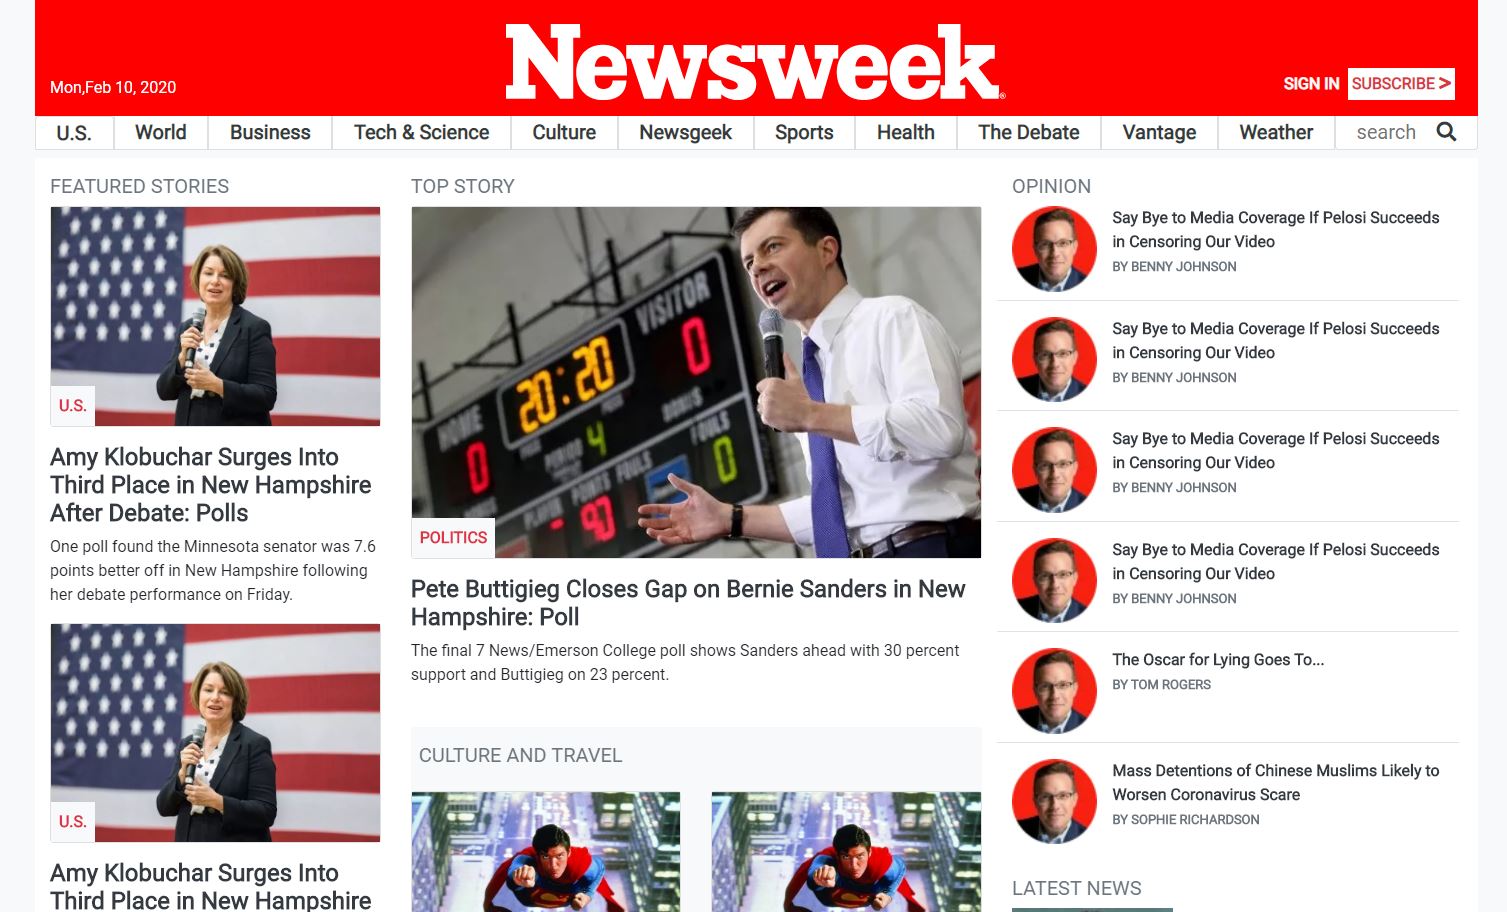 Newsweek
Mon,Feb 10, 2020
SIGN IN
SUBSCRIBE >
U.S.
World
Business
Tech & Science
Culture
Newsgeek
Sports
Health
The Debate
Vantage
Weather
search
FEATURED STORIES
U.S.
Amy Klobuchar Surges Into
Third Place in New Hampshire
After Debate: Polls
One poll found the Minnesota senator was 7.6
points better off in New Hampshire following
her debate performance on Friday.
U.S.
Amy Klobuchar Surges Into
Third Place in New Hampshire
TOP STORY
VISITOR
0
20:20
HOME
0
PERIOD
4
BONUS
FOULS
0
PLAYER POINTS FOULS
POLITICS
Pete Buttigieg Closes Gap on Bernie Sanders in New
Hampshire: Poll
The final 7 News/Emerson College poll shows Sanders ahead with 30 percent
support and Buttigieg on 23 percent.
CULTURE AND TRAVEL
OPINION
Say Bye to Media Coverage If Pelosi Succeeds
in Censoring Our Video
BY BENNY JOHNSON
Say Bye to Media Coverage If Pelosi Succeeds
in Censoring Our Video
BY BENNY JOHNSON
Say Bye to Media Coverage If Pelosi Succeeds
in Censoring Our Video
BY BENNY JOHNSON
Say Bye to Media Coverage If Pelosi Succeeds
in Censoring Our Video
BY BENNY JOHNSON
The Oscar for Lying Goes To...
BY TOM ROGERS
Mass Detentions of Chinese Muslims Likely to
Worsen Coronavirus Scare
BY SOPHIE RICHARDSON
LATEST NEWS